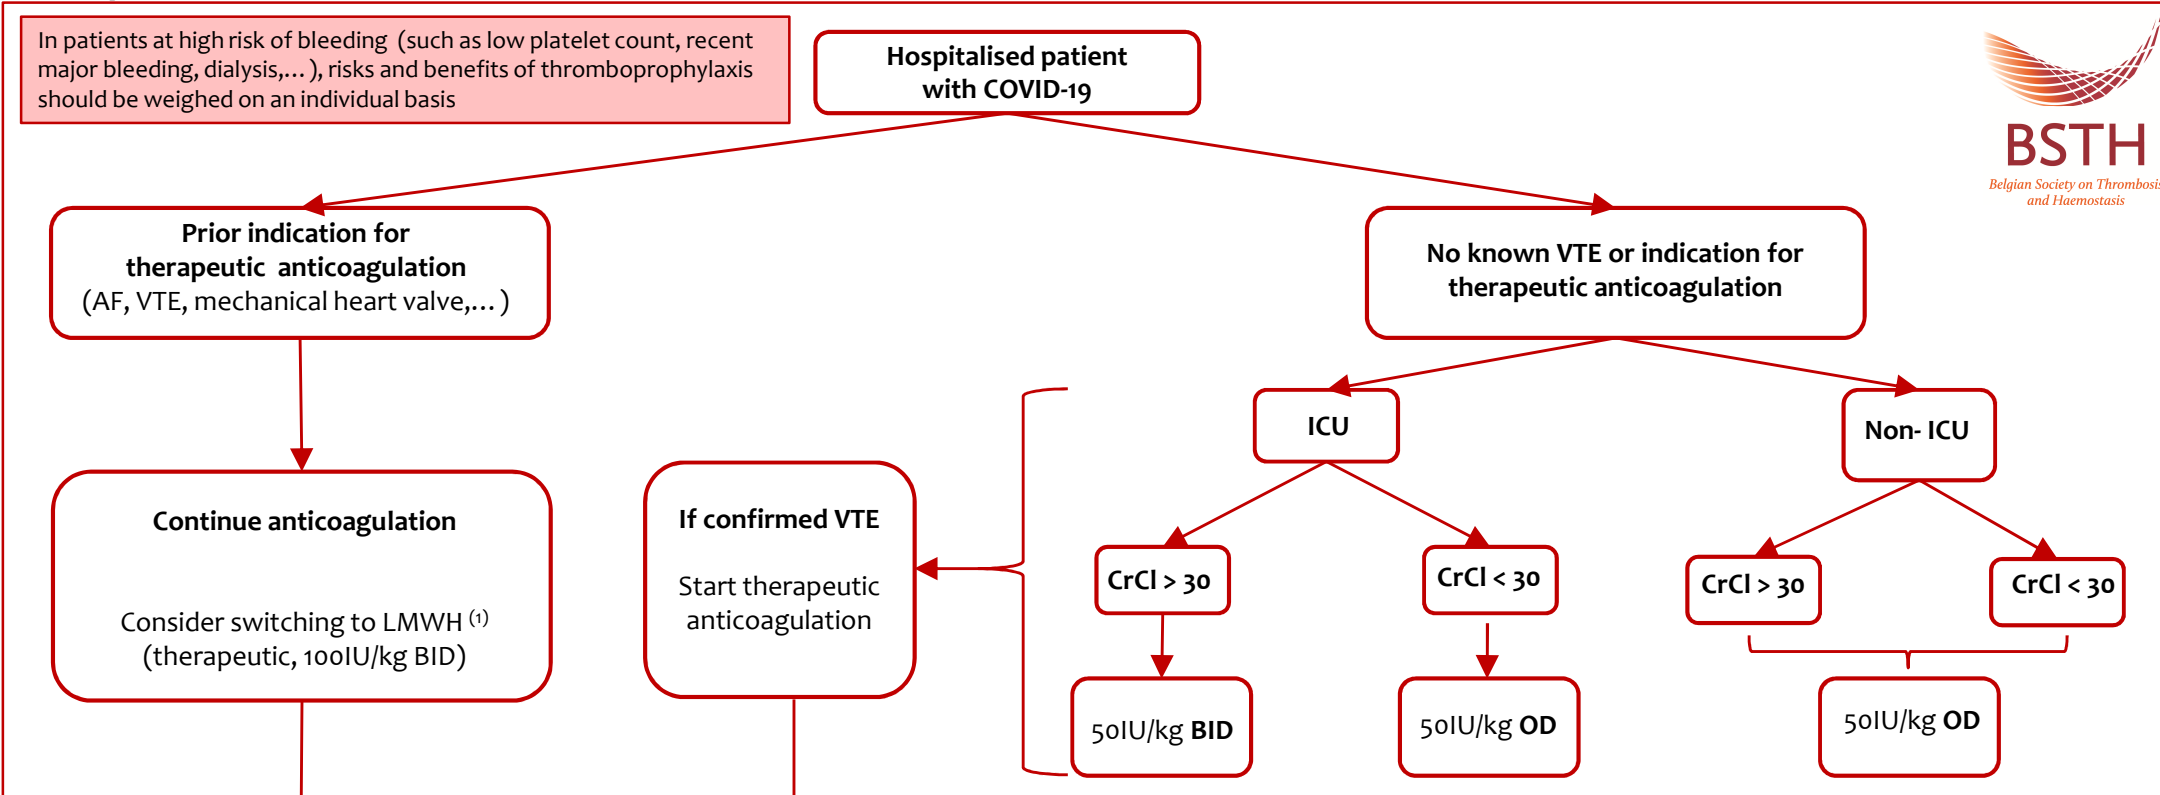 In patients at high risk of bleeding (such as low platelet count, recent
major bleeding, dialysis,...), risks and benefits of thromboprophylaxis
should be weighed on an individual basis
Hospitalised patient
with COVID-19
BSTH
Belgian Society on Thrombosis
and Haemostasis
Prior indication for
therapeutic anticoagulation
(AF, VTE, mechanical heart valve,...)
No known VTE or indication for
therapeutic anticoagulation
ICU
Non- ICU
Continue anticoagulation
Consider switching to LMWH (1)
(therapeutic, 100IU/kg BID)
If confirmed VTE
Start therapeutic
anticoagulation
CrCl > 30
CrCl < 30
CrCl > 30
CrCl < 30
50IU/kg BID
50IU/kg OD
50IU/kg OD